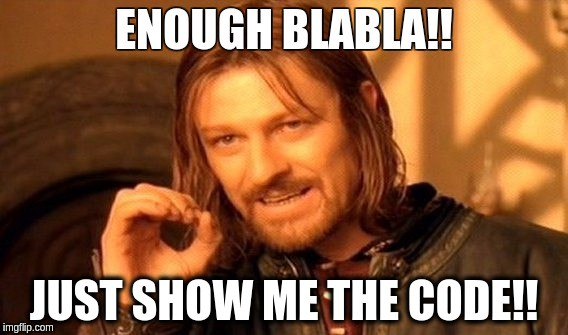 ENOUGH BLABLA!!
JUST SHOW ME THE CODE!!
imgflip.com